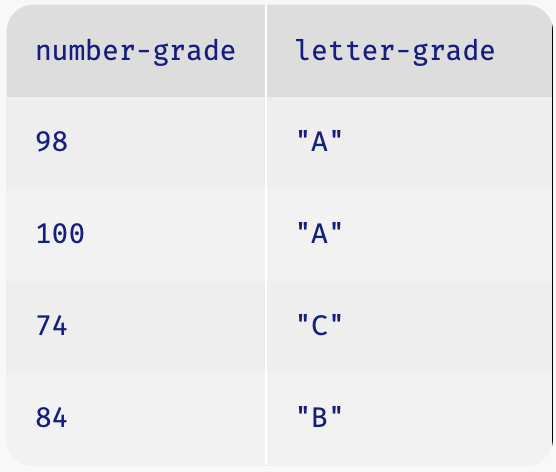 number-grade letter-grade
98 "A"
100 "A"
74 "C"
84 "B"